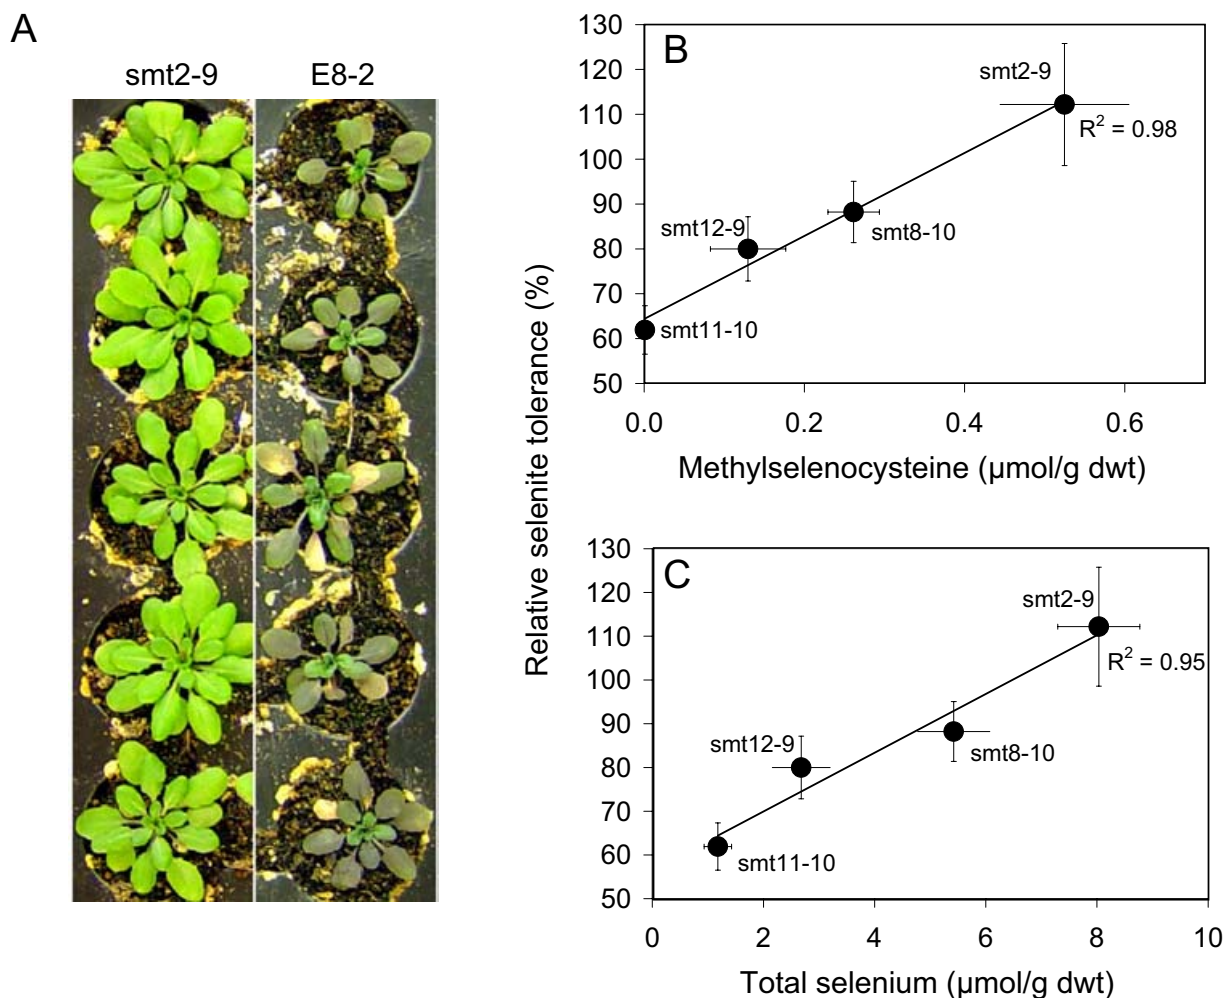 A
smt2-9 E8-2
Relative selenite tolerance (%)
B
130
120
110
100
90
80
70
60
50
smt2-9
R² = 0.98
smt12-9
smt8-10
smt11-10
0.0 0.2 0.4 0.6
Methylselenocysteine (µmol/g dwt)
C
130
120
110
100
90
80
70
60
50
smt2-9
R² = 0.95
smt12-9
smt8-10
smt11-10
0 2 4 6 8 10
Total selenium (µmol/g dwt)